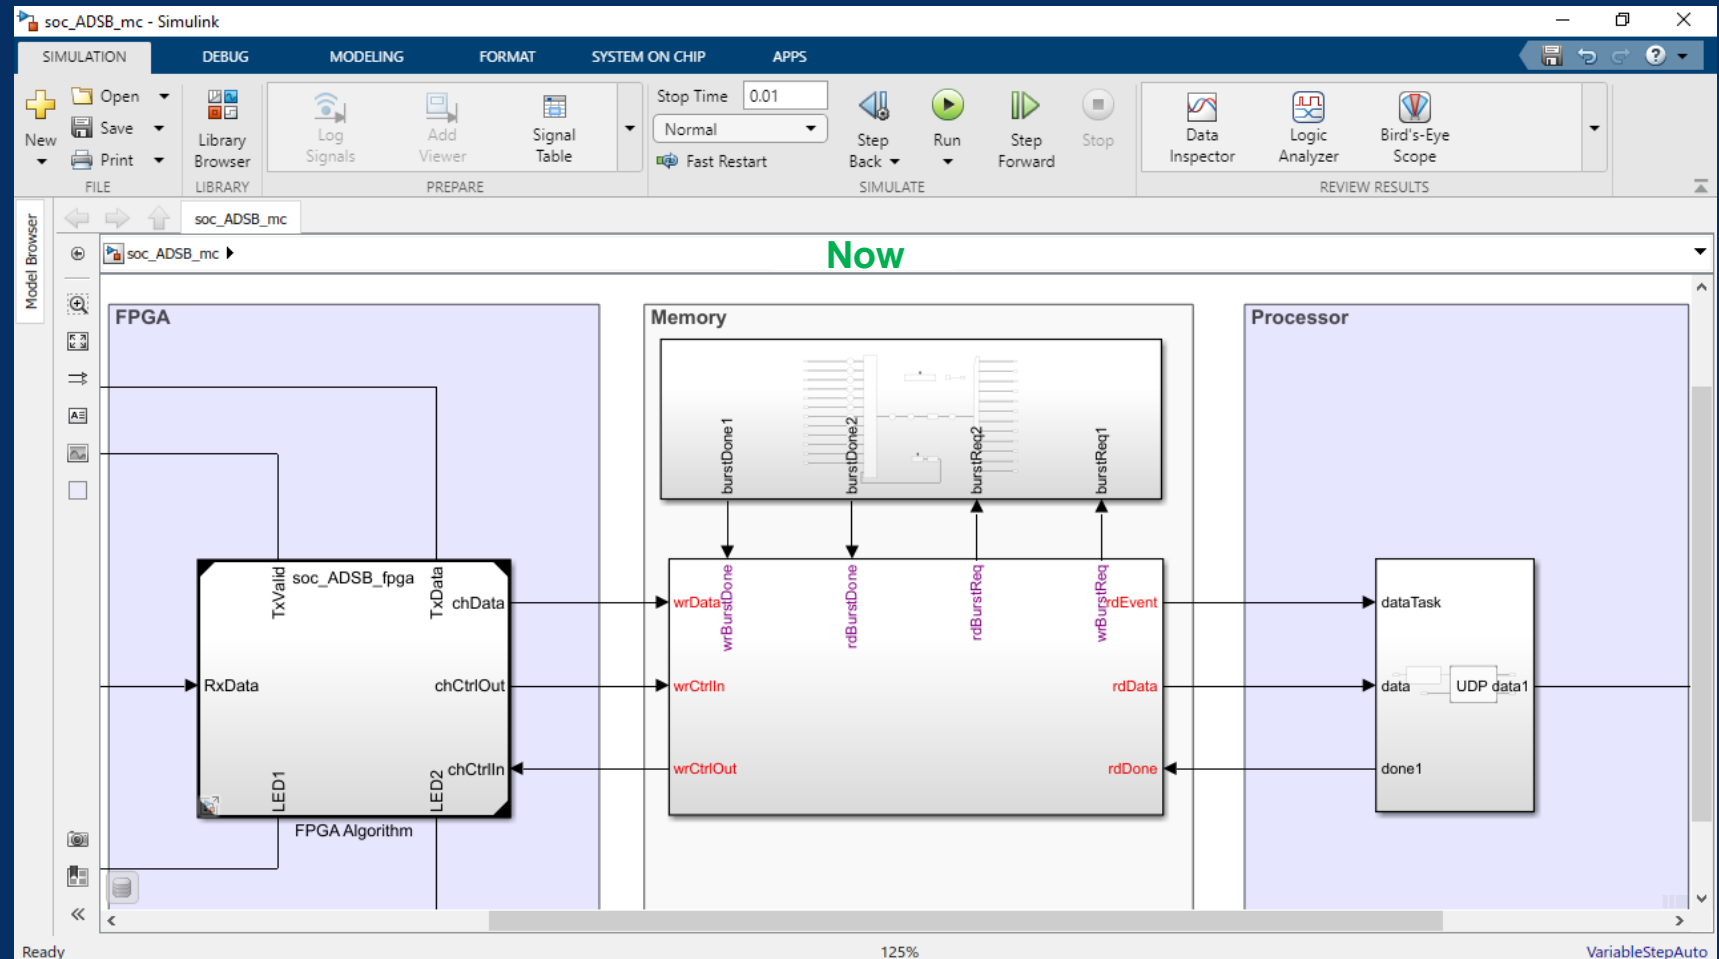 soc_ADSB_mc - Simulink
SIMULATION DEBUG MODELING FORMAT SYSTEM ON CHIP APPS
New
Open
Save
Print
FILE
Library
Browser
LIBRARY
Log
Signals
Add
Viewer
Signal
Table
PREPARE
Stop Time 0.01
Normal
Fast Restart
Step
Back
Run
Step
Forward
Stop
SIMULATE
Data
Inspector
Logic
Analyzer
Bird's-Eye
Scope
REVIEW RESULTS
Model Browser
soc_ADSB_mc
soc_ADSB_mc
Now
FPGA
Memory
Processor
burstDone1
burstDone2
burstReq2
burstReq1
TxValid
soc_ADSB_fpga
TxData
chData
RxData
chCtrlOut
LED1
LED2
chCtrlIn
FPGA Algorithm
wrData
wrBurstDone
rdBurstDone
rdBurstReq
wrBurstReq
rdEvent
wrCtrlIn
rdData
wrCtrlOut
rdDone
dataTask
data
UDP data1
done1
Ready
125%
VariableStepAuto